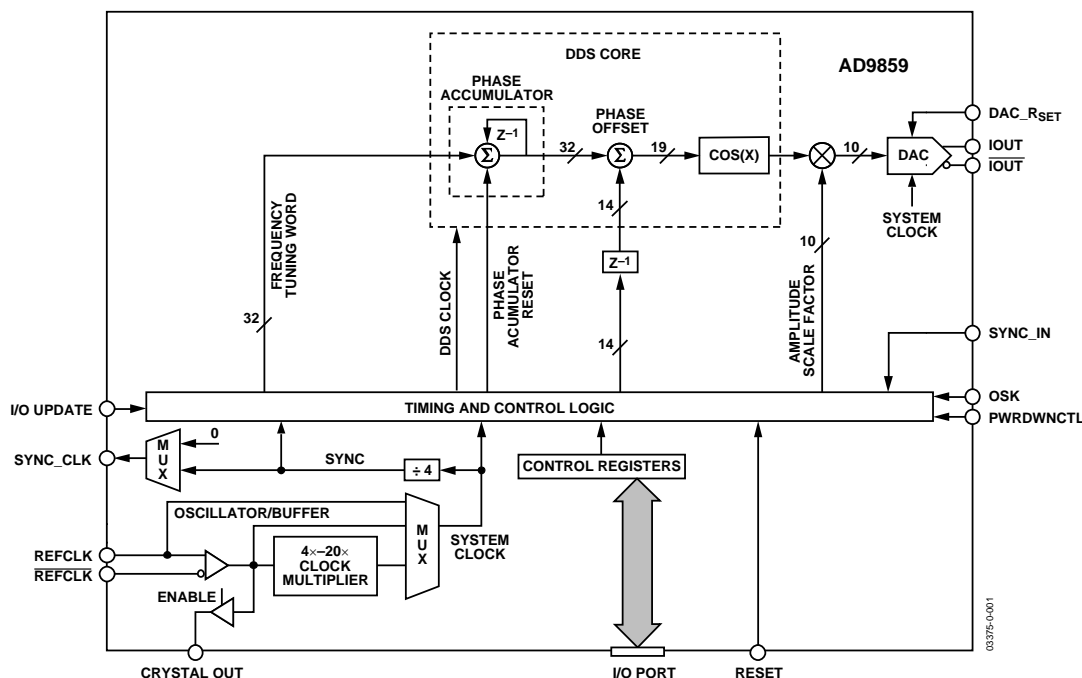 DDS CORE
AD9859
PHASE
ACCUMULATOR
Z–1
Σ
32
PHASE
OFFSET
Σ
19
COS(X)
10
DAC
DAC_RSET
IOUT
IOUT
SYSTEM
CLOCK
14
Z–1
14
10
FREQUENCY
TUNING WORD
32
DDS CLOCK
PHASE
ACUMULATOR
RESET
AMPLITUDE
SCALE FACTOR
SYNC_IN
I/O UPDATE
TIMING AND CONTROL LOGIC
OSK
PWRDWNCTL
SYNC_CLK
MUX
0
SYNC
÷ 4
CONTROL REGISTERS
OSCILLATOR/BUFFER
REFCLK
REFCLK
4×–20×
CLOCK
MULTIPLIER
MUX
SYSTEM
CLOCK
ENABLE
CRYSTAL OUT
I/O PORT
RESET
03375-0-001